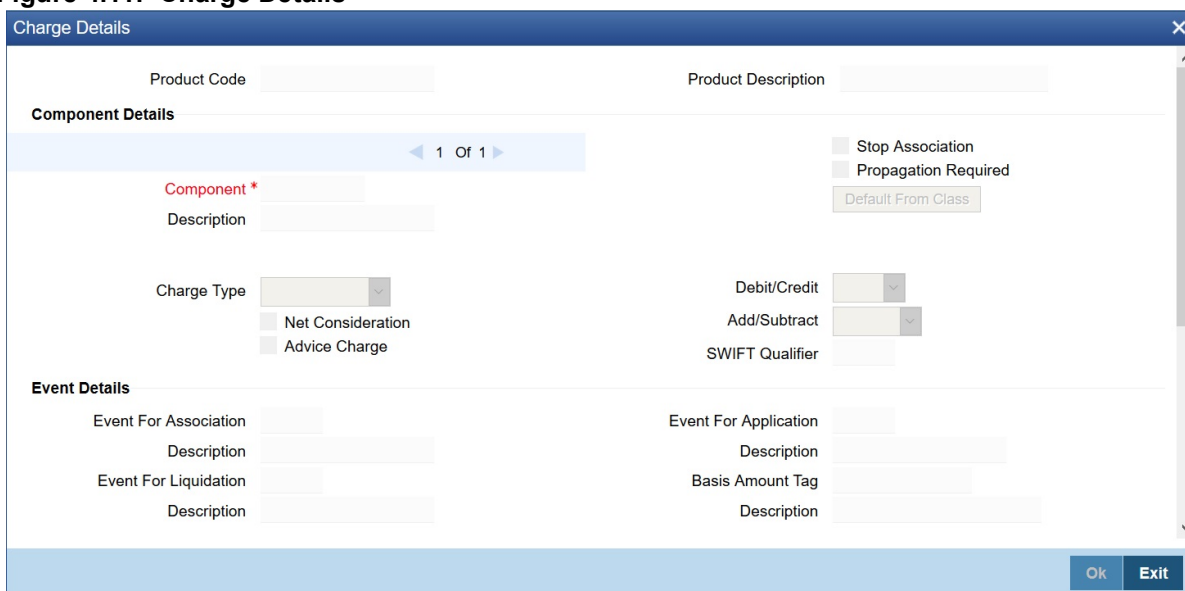 Charge Details
Product Code
Product Description
Component Details
1 Of 1
Stop Association
Propagation Required
Component *
Default From Class
Description
Charge Type
Debit/Credit
Net Consideration
Add/Subtract
Advice Charge
SWIFT Qualifier
Event Details
Event For Association
Event For Application
Description
Description
Event For Liquidation
Basis Amount Tag
Description
Description
Ok
Exit